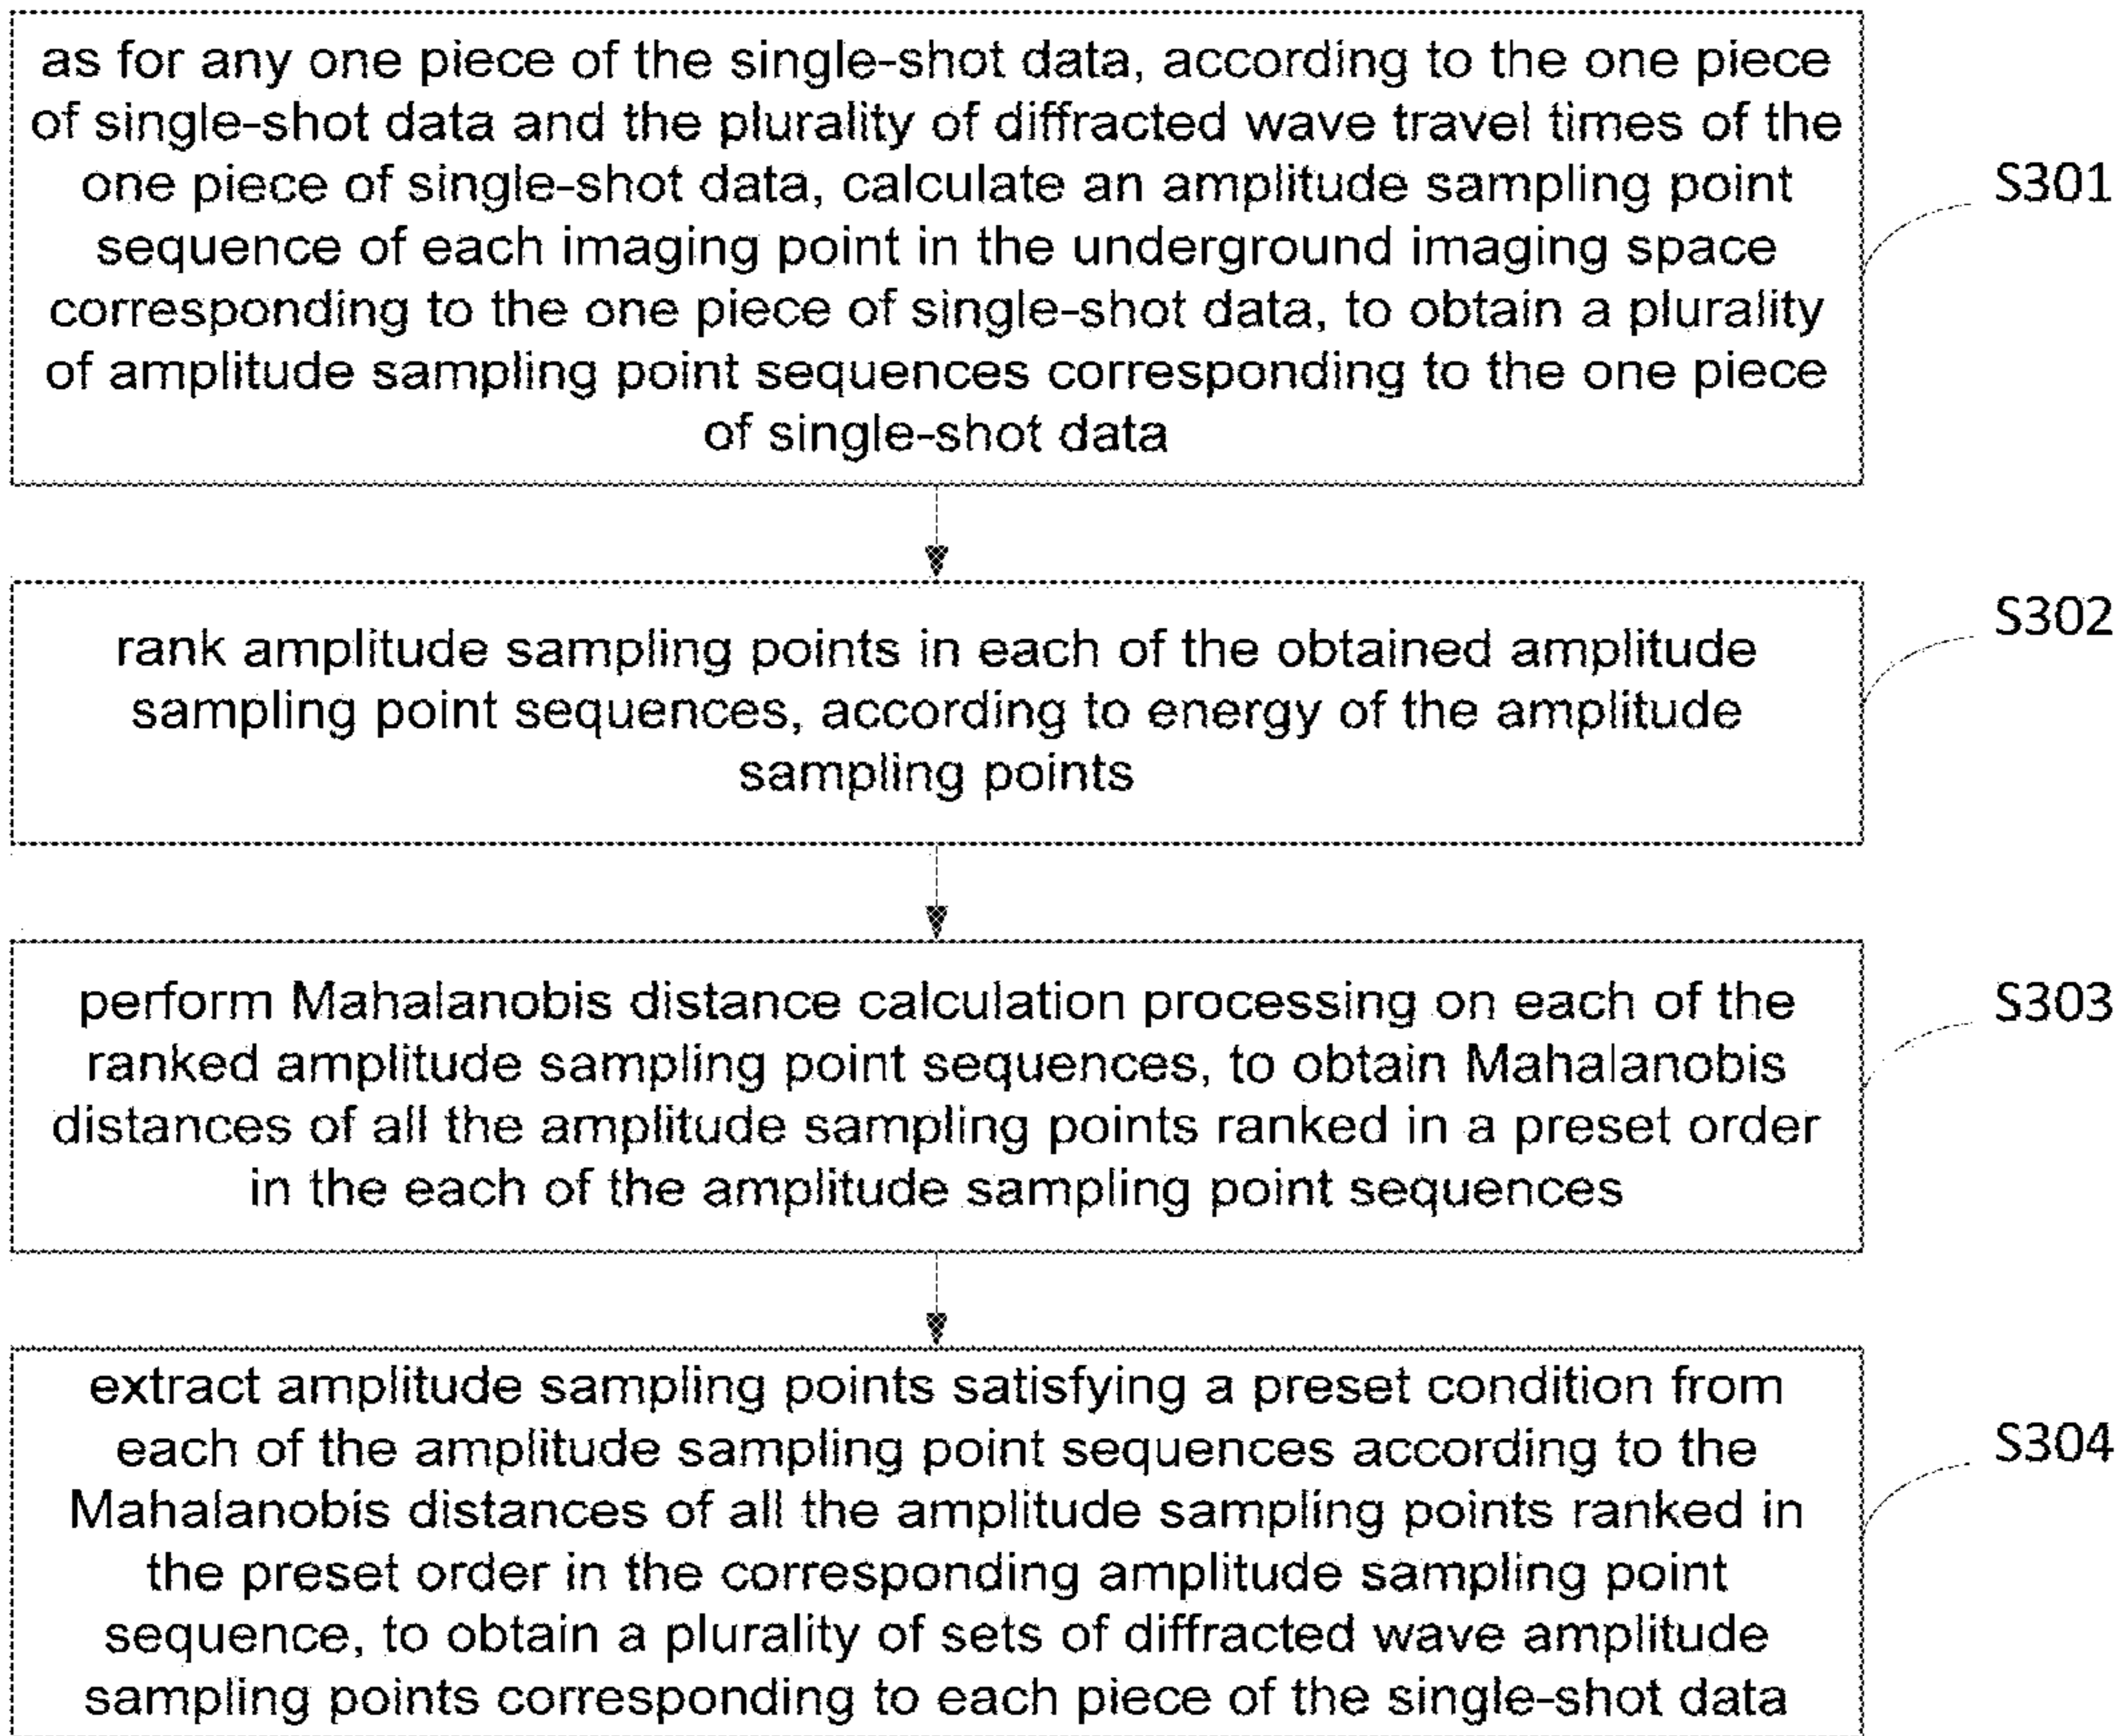 as for any one piece of the single-shot data, according to the one piece
of single-shot data and the plurality of diffracted wave travel times of the
one piece of single-shot data, calculate an amplitude sampling point
sequence of each imaging point in the underground imaging space
corresponding to the one piece of single-shot data, to obtain a plurality
of amplitude sampling point sequences corresponding to the one piece
of single-shot data
S301
rank amplitude sampling points in each of the obtained amplitude
sampling point sequences, according to energy of the amplitude
sampling points
S302
perform Mahalanobis distance calculation processing on each of the
ranked amplitude sampling point sequences, to obtain Mahalanobis
distances of all the amplitude sampling points ranked in a preset order
in the each of the amplitude sampling point sequences
S303
extract amplitude sampling points satisfying a preset condition from
each of the amplitude sampling point sequences according to the
Mahalanobis distances of all the amplitude sampling points ranked in
the preset order in the corresponding amplitude sampling point
sequence, to obtain a plurality of sets of diffracted wave amplitude
sampling points corresponding to each piece of the single-shot data
S304